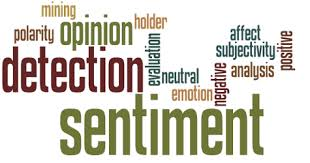 mining
polarity
opinion
holder
detection
evaluation
neutral
emotion
negative
affect
subjectivity
analysis
positive
sentiment